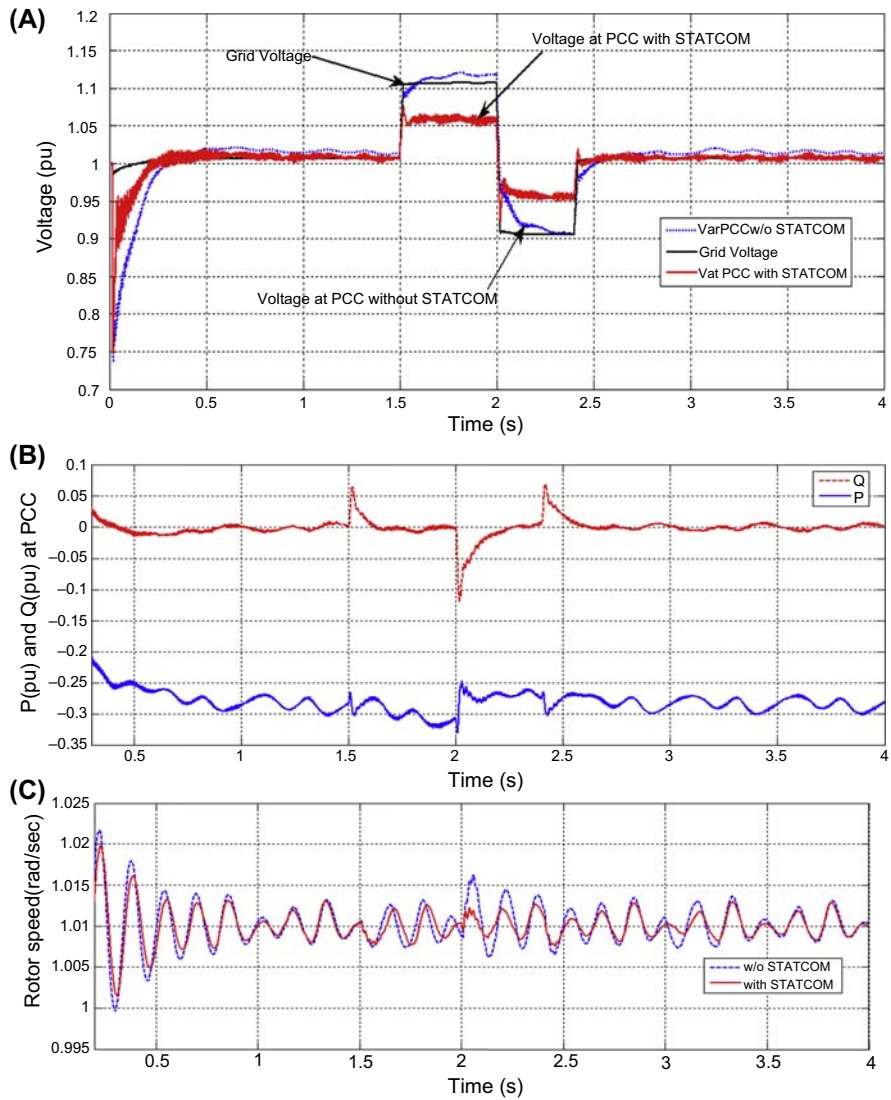 (A)
1.2
1.15
1.1
1.05
1
0.95
0.9
0.85
0.8
0.75
0.7
Voltage (pu)
Grid Voltage
Voltage at PCC with STATCOM
Voltage at PCC without STATCOM
VarPCCw/o STATCOM
Grid Voltage
Vat PCC with STATCOM
0 0.5 1 1.5 2 2.5 3 3.5 4
Time (s)
(B)
0.1
0.05
0
–0.05
–0.1
–0.15
–0.2
–0.25
–0.3
–0.35
P(pu) and Q(pu) at PCC
Q
P
0.5 1 1.5 2 2.5 3 3.5 4
Time (s)
(C)
1.025
1.02
1.015
1.01
1.005
1
0.995
Rotor speed(rad/sec)
w/o STATCOM
with STATCOM
0.5 1 1.5 2 2.5 3 3.5 4
Time (s)